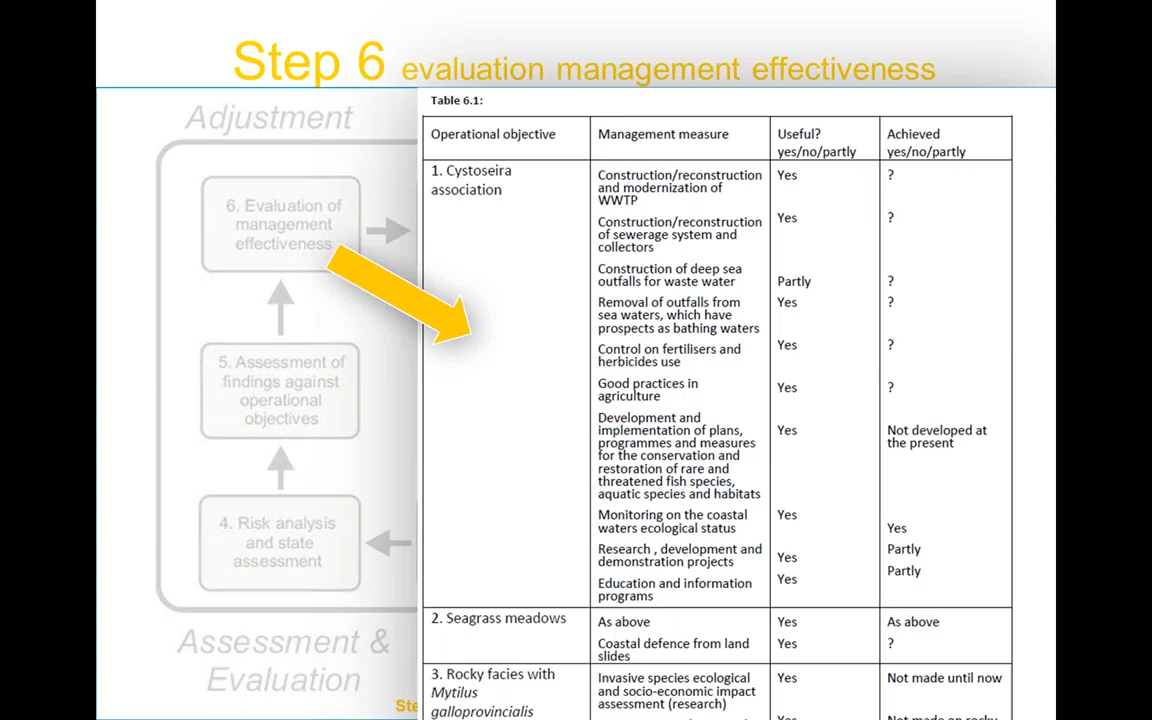 Step 6 evaluation management effectiveness
Adjustment
6. Evaluation of
management
effectiveness
5. Assessment of
findings against
operational
objectives
4. Risk analysis
and state
assessment
Assessment &
Evaluation
Ste
Table 6.1:
Operational objective
Management measure
Useful?
yes/no/partly
Achieved
yes/no/partly
1. Cystoseira
association
Construction/reconstruction
and modernization of
WWTP
Yes
?
Construction/reconstruction
of sewerage system and
collectors
Yes
?
Construction of deep sea
outfalls for waste water
Partly
?
Removal of outfalls from
sea waters, which have
prospects as bathing waters
Yes
?
Control on fertilisers and
herbicides use
Yes
?
Good practices in
agriculture
Yes
?
Development and
implementation of plans,
programmes and measures
for the conservation and
restoration of rare and
threatened fish species,
aquatic species and habitats
Yes
Not developed at
the present
Monitoring on the coastal
waters ecological status
Yes
Yes
Research , development and
demonstration projects
Yes
Partly
Education and information
programs
Yes
Partly
2. Seagrass meadows
As above
Yes
As above
Coastal defence from land
slides
Yes
?
3. Rocky facies with
Mytilus
galloprovincialis
Invasive species ecological
and socio-economic impact
assessment (research)
Yes
Not made until now
Yes
Not made on rocky